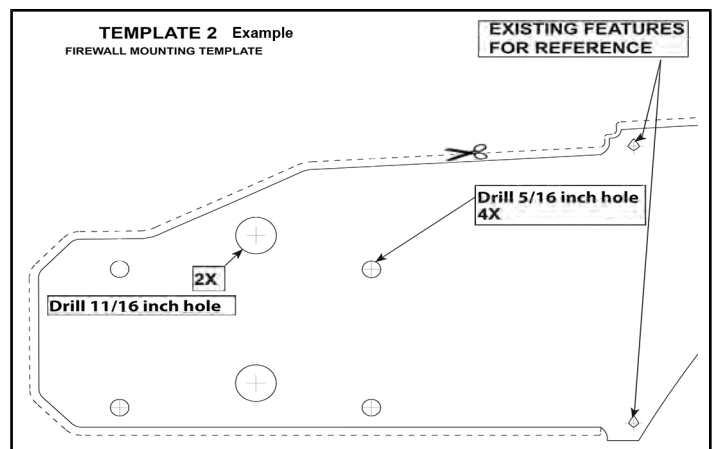 TEMPLATE 2 Example
FIREWALL MOUNTING TEMPLATE
EXISTING FEATURES
FOR REFERENCE
Drill 5/16 inch hole
4X
2X
Drill 11/16 inch hole